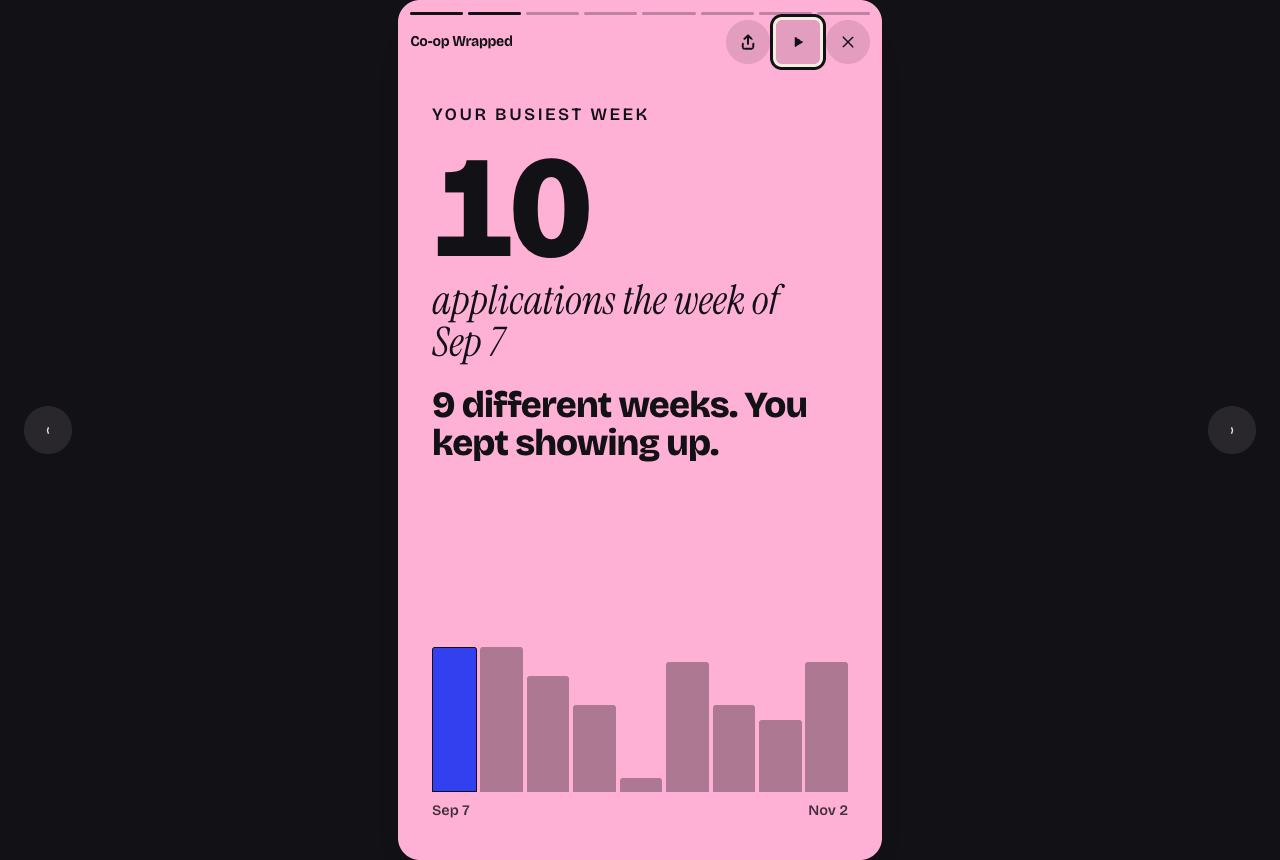 Co-op Wrapped
YOUR BUSIEST WEEK
10
applications the week of
Sep 7
9 different weeks. You
kept showing up.
Sep 7
Nov 2